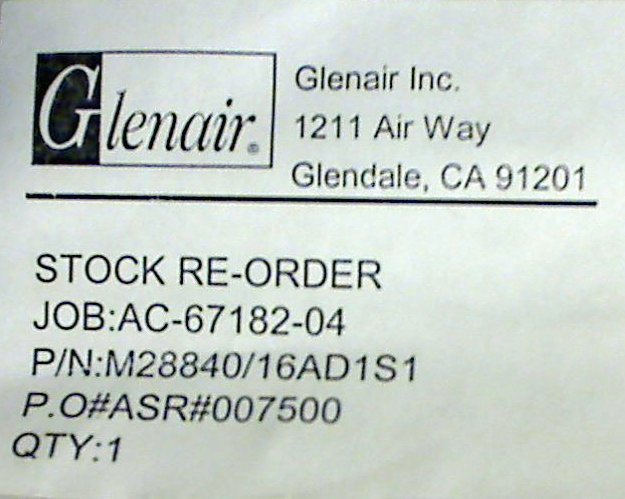 Glenair®
Glenair Inc.
1211 Air Way
Glendale, CA 91201
STOCK RE-ORDER
JOB:AC-67182-04
P/N:M28840/16AD1S1
P.O#ASR#007500
QTY:1